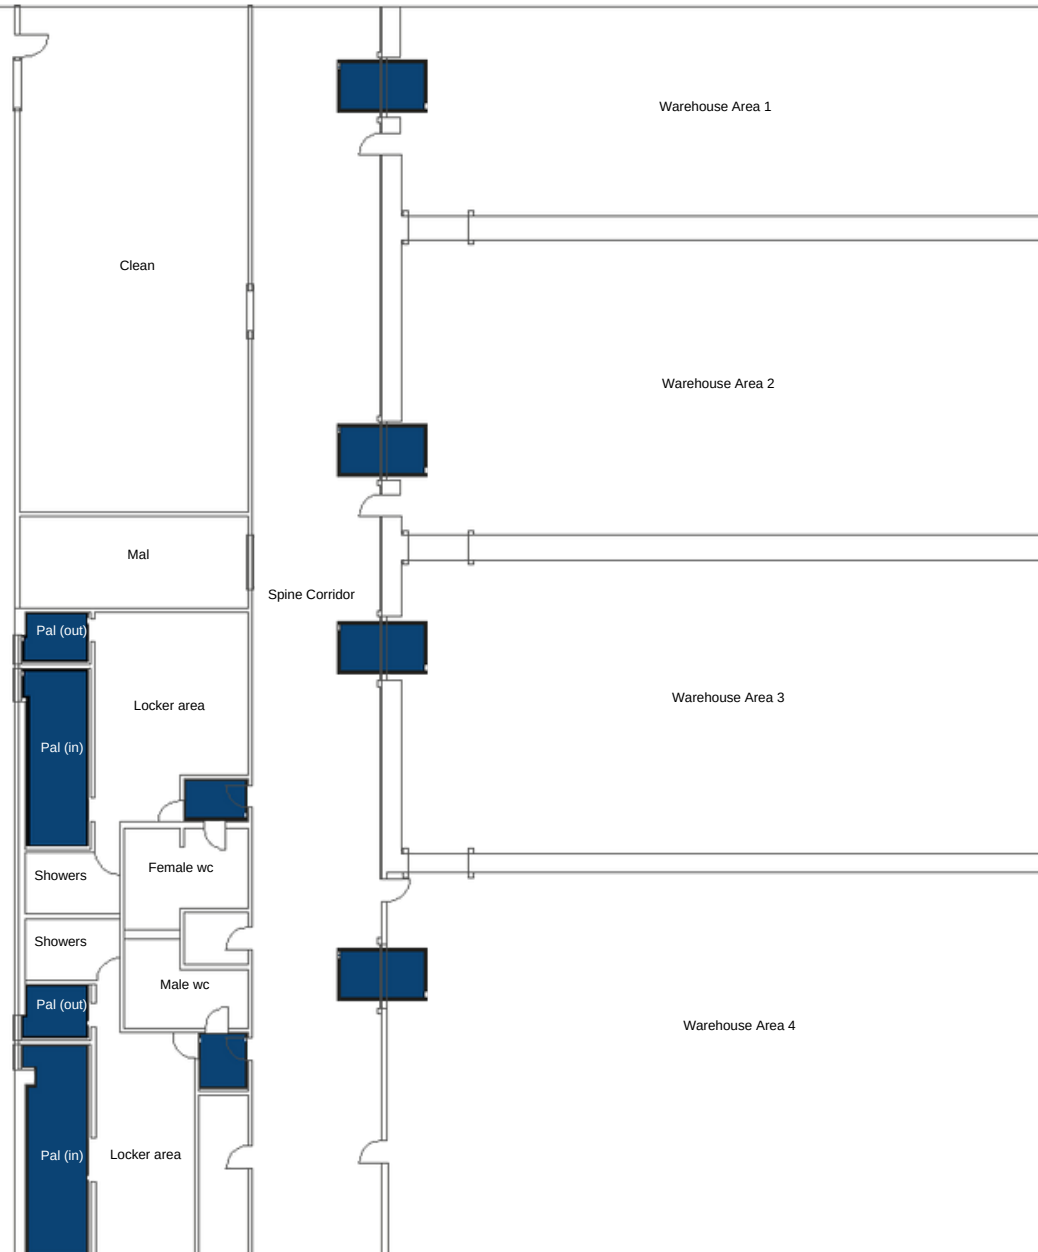 Warehouse Area 1
Clean
Warehouse Area 2
Mal
Spine Corridor
Pal (out)
Locker area
Warehouse Area 3
Pal (in)
Female wc
Showers
Showers
Male wc
Pal (out)
Warehouse Area 4
Pal (in)
Locker area